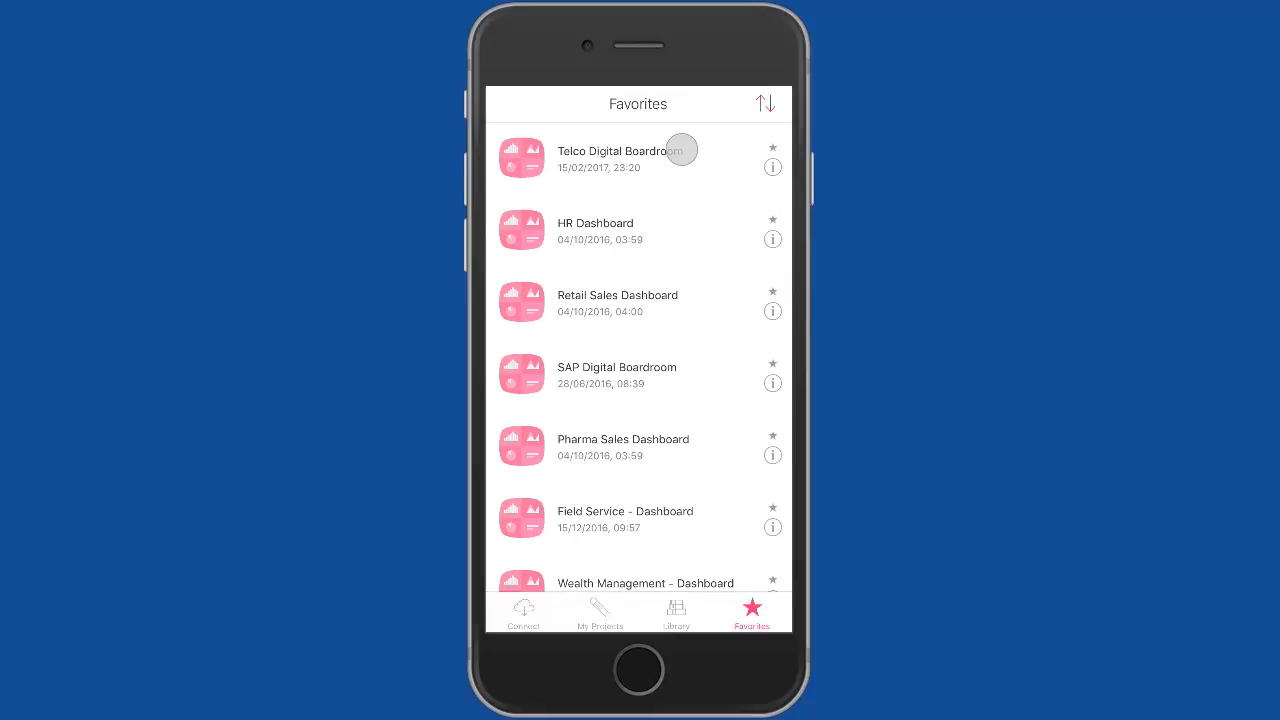 Favorites
Telco Digital Boardroom
15/02/2017, 23:20
HR Dashboard
04/10/2016, 03:59
Retail Sales Dashboard
04/10/2016, 04:00
SAP Digital Boardroom
28/06/2016, 08:39
Pharma Sales Dashboard
04/10/2016, 03:59
Field Service - Dashboard
15/12/2016, 09:57
Wealth Management - Dashboard
Connect My Projects Library Favorites